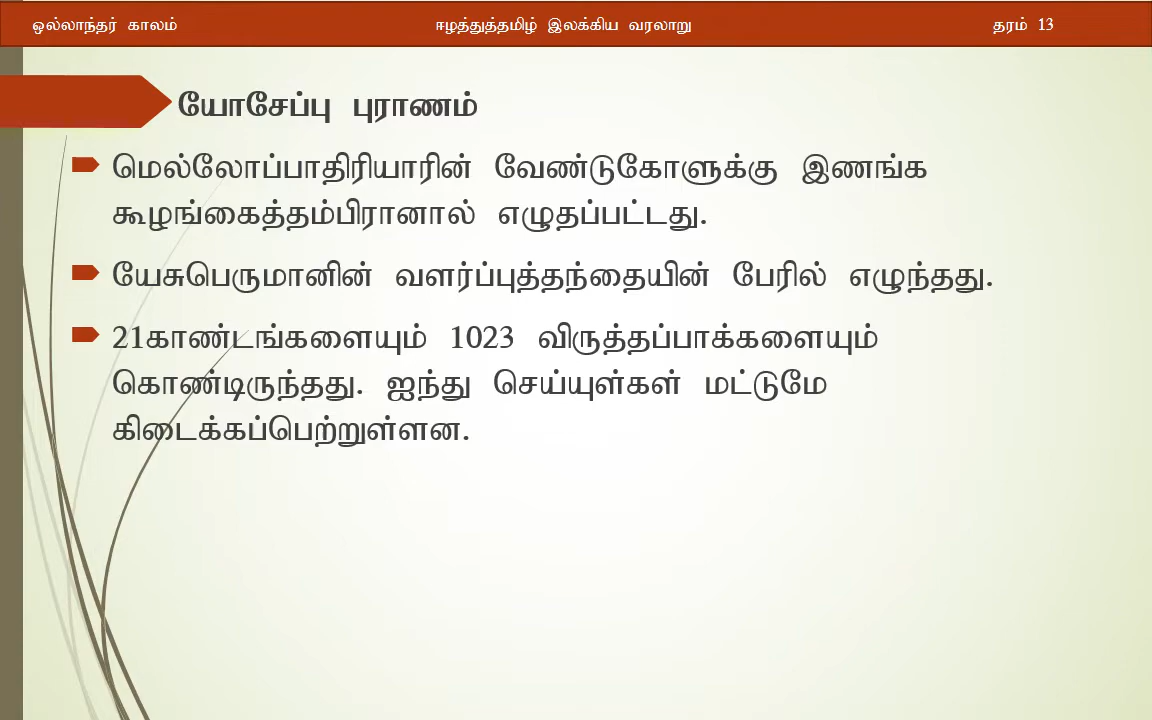 ஒல்லாந்தர் காலம் ஈழத்துத்தமிழ் இலக்கிய வரலாறு தரம் 13
யோசேப்பு புராணம்
மெல்லோப்பாதிரியாரின் வேண்டுகோளுக்கு இணங்க
கூழங்கைத்தம்பிரானால் எழுதப்பட்டது.
யேசுபெருமானின் வளர்ப்புத்தந்தையின் பேரில் எழுந்தது.
21காண்டங்களையும் 1023 விருத்தப்பாக்களையும்
கொண்டிருந்தது. ஐந்து செய்யுள்கள் மட்டுமே
கிடைக்கப்பெற்றுள்ளன.